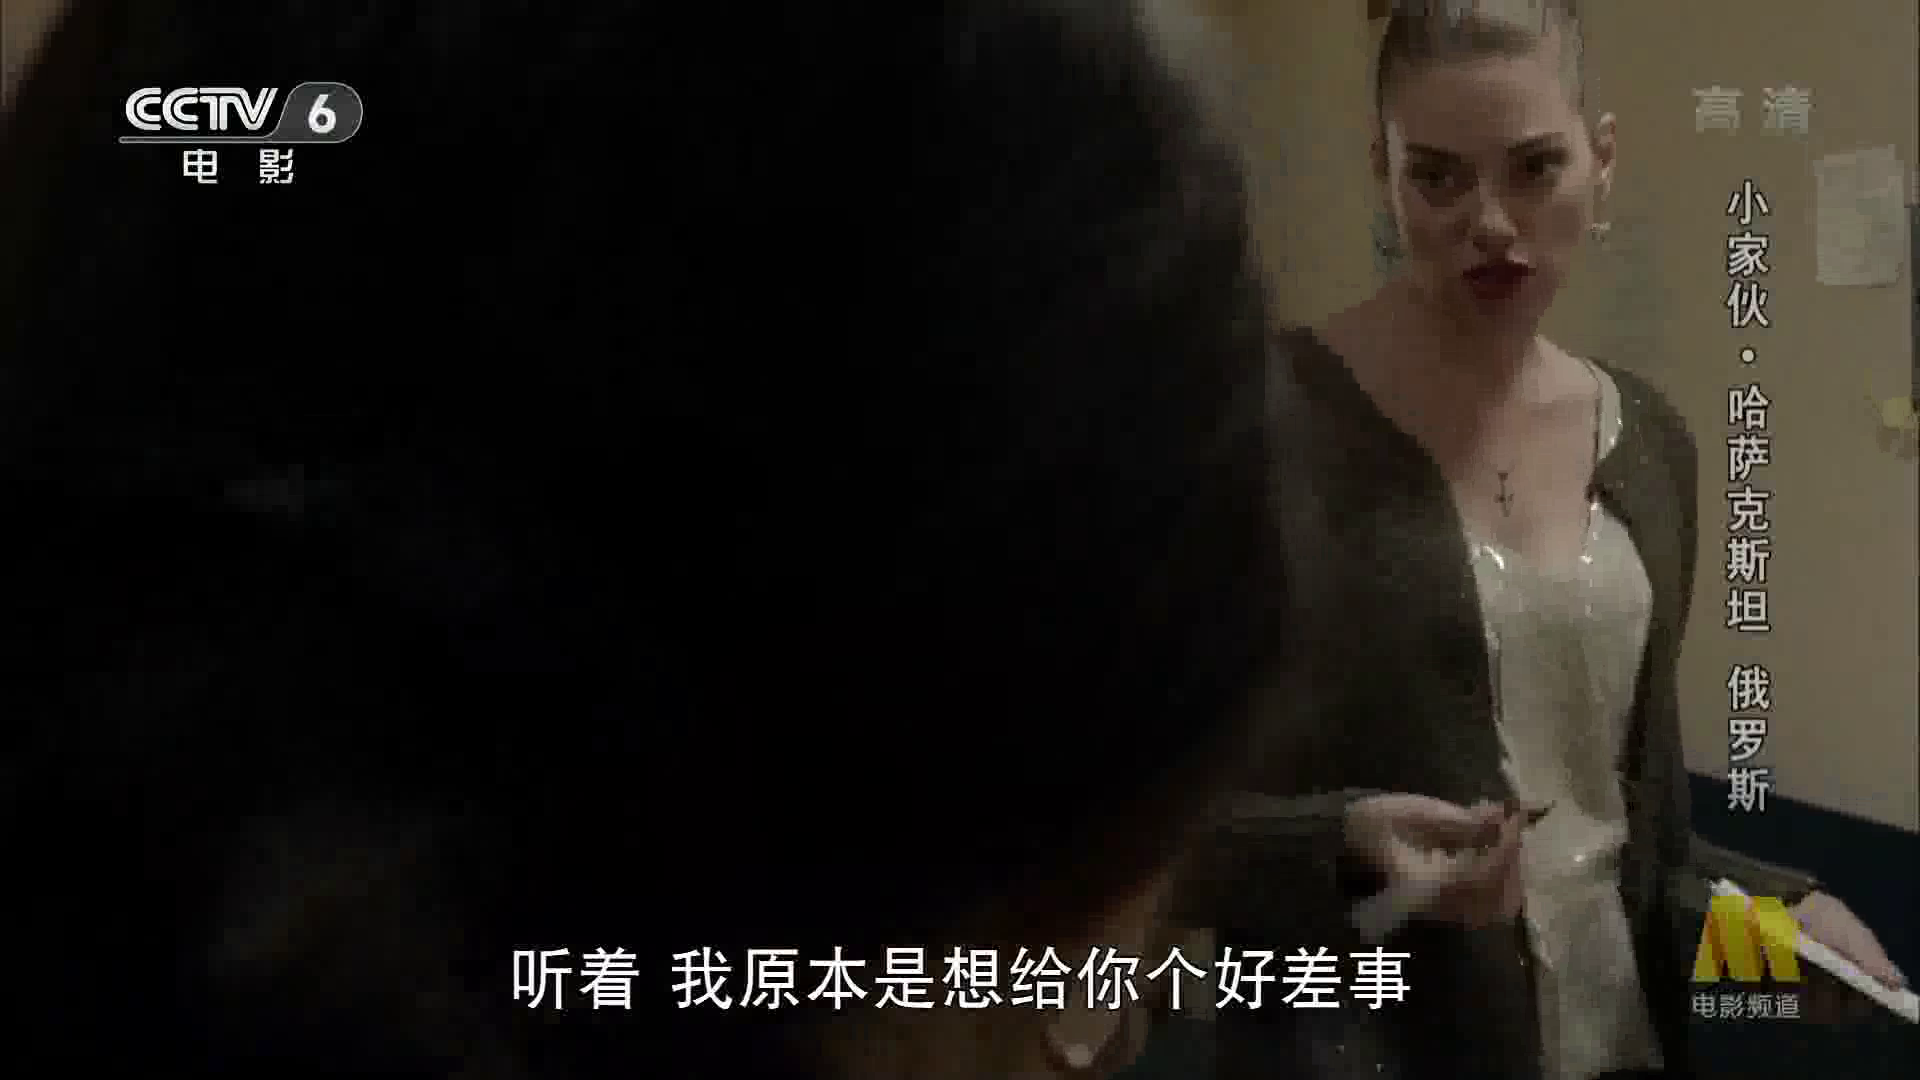 CCTV 6
电影
高清
小家伙·哈萨克斯坦 俄罗斯
听着 我原本是想给你个好差事
电影频道